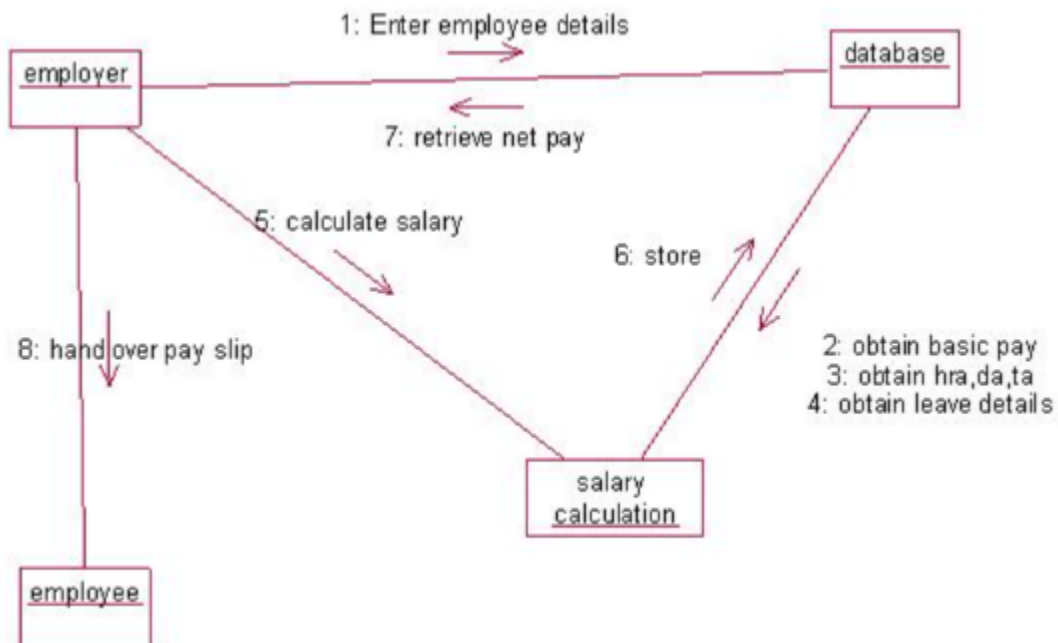 1: Enter employee details
employer
database
7: retrieve net pay
5: calculate salary
6: store
8: hand over pay slip
2: obtain basic pay
3: obtain hra,da,ta
4: obtain leave details
salary
calculation
employee